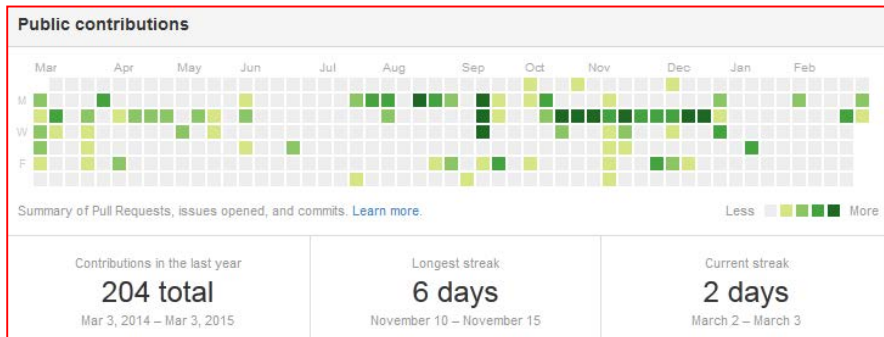 Public contributions
Mar Apr May Jun Jul Aug Sep Oct Nov Dec Jan Feb
M
W
F
Summary of Pull Requests, issues opened, and commits. Learn more. Less More
Contributions in the last year Longest streak Current streak
204 total 6 days 2 days
Mar 3, 2014 – Mar 3, 2015 November 10 – November 15 March 2 – March 3